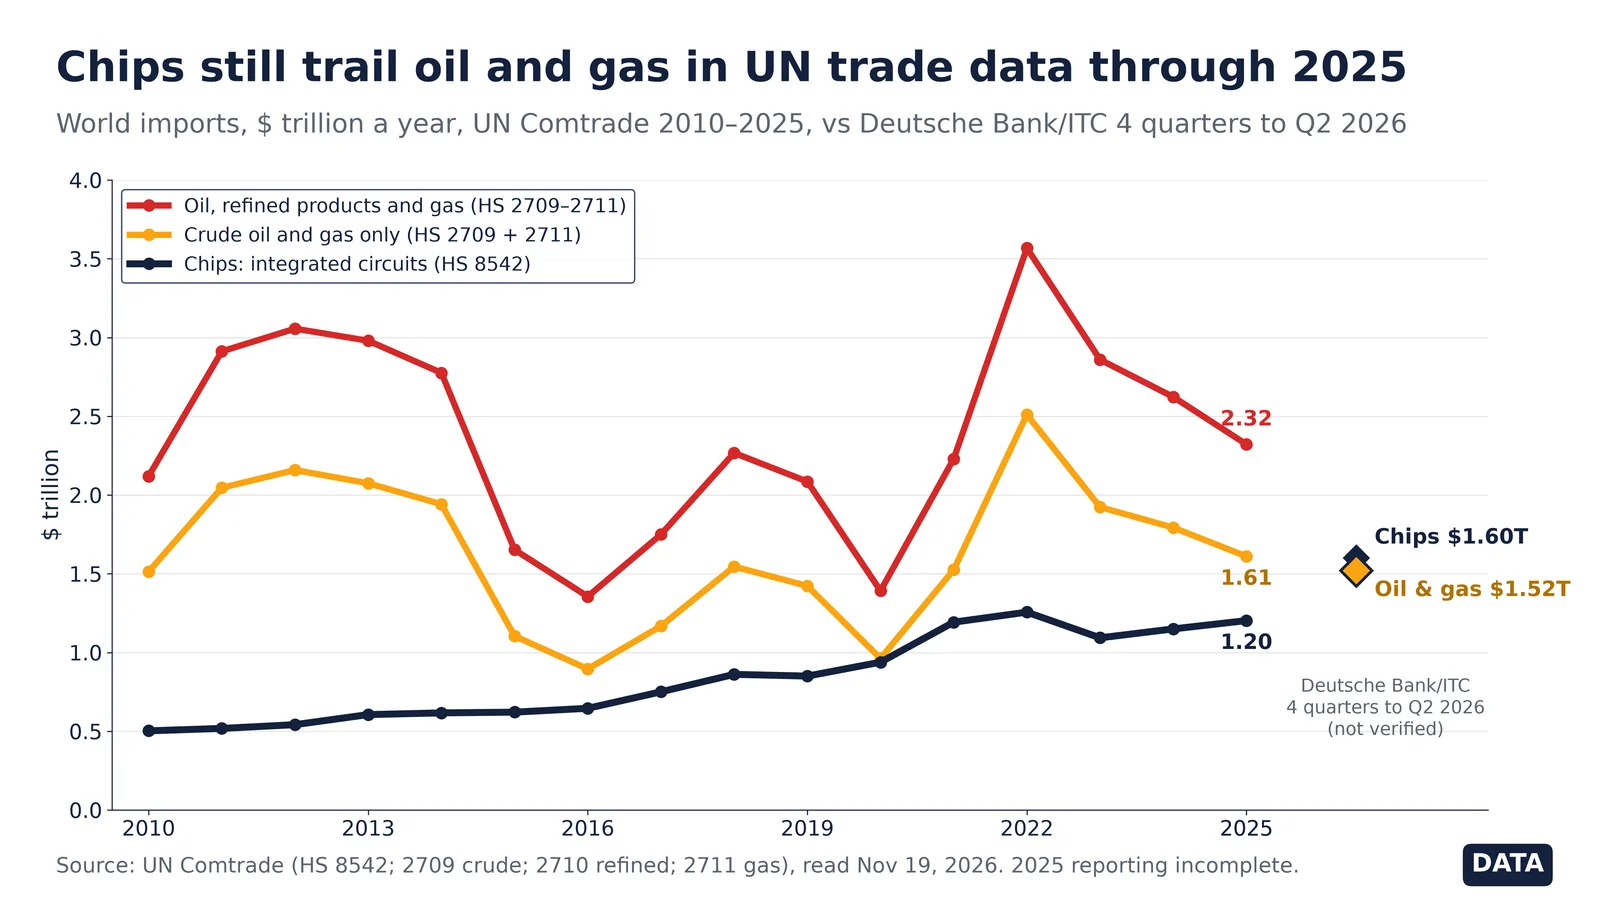 Chips still trail oil and gas in UN trade data through 2025
World imports, $ trillion a year, UN Comtrade 2010–2025, vs Deutsche Bank/ITC 4 quarters to Q2 2026
Oil, refined products and gas (HS 2709–2711)
Crude oil and gas only (HS 2709 + 2711)
Chips: integrated circuits (HS 8542)
$ trillion
4.0
3.5
3.0
2.5
2.0
1.5
1.0
0.5
0.0
2.32
1.61
1.20
Chips $1.60T
Oil & gas $1.52T
Deutsche Bank/ITC
4 quarters to Q2 2026
(not verified)
2010 2013 2016 2019 2022 2025
Source: UN Comtrade (HS 8542; 2709 crude; 2710 refined; 2711 gas), read Nov 19, 2026. 2025 reporting incomplete.
DATA